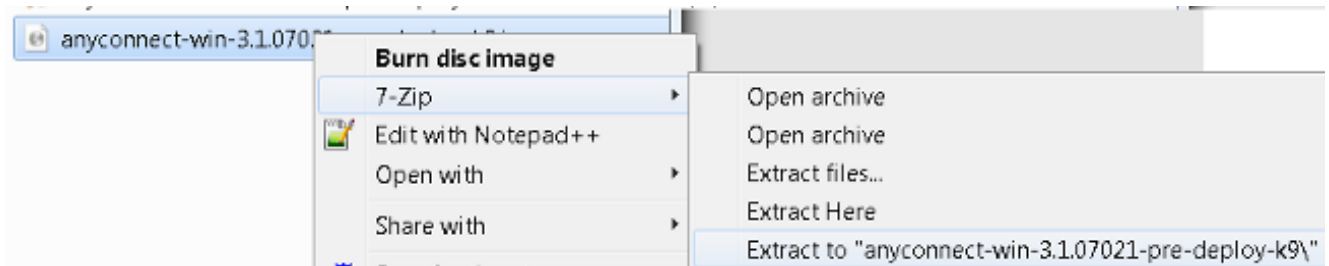 anyconnect-win-3.1.070
Burn disc image
7-Zip
Open archive
Edit with Notepad++
Open archive
Open with
Extract files...
Extract Here
Share with
Extract to "anyconnect-win-3.1.07021-pre-deploy-k9\"